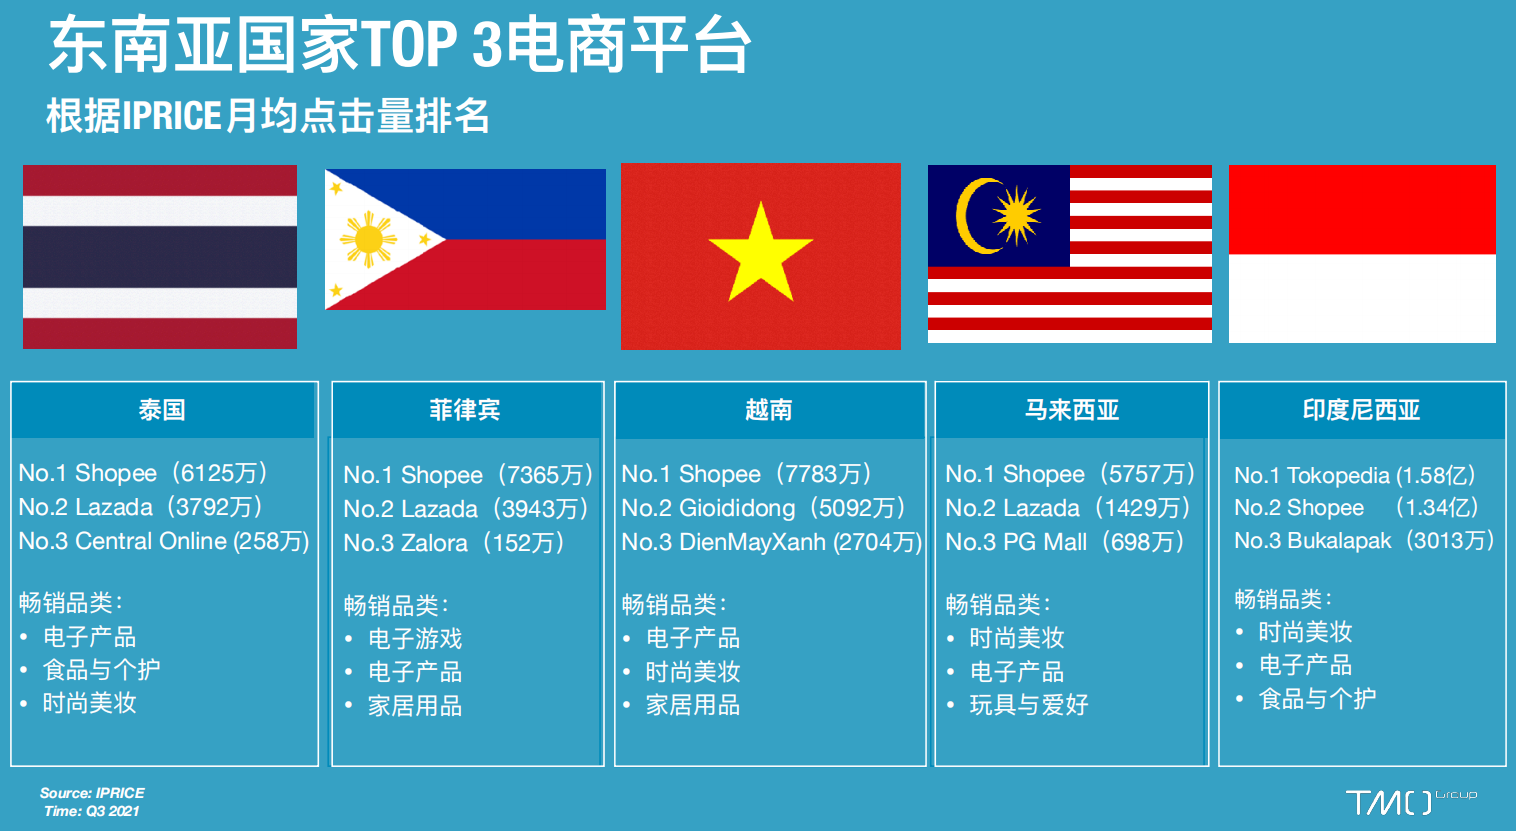 东南亚国家TOP 3电商平台
根据IPRICE月均点击量排名
泰国
No.1 Shopee（6125万）
No.2 Lazada（3792万）
No.3 Central Online (258万)
畅销品类：
• 电子产品
• 食品与个护
• 时尚美妆
菲律宾
No.1 Shopee（7365万）
No.2 Lazada（3943万）
No.3 Zalora（152万）
畅销品类：
• 电子游戏
• 电子产品
• 家居用品
越南
No.1 Shopee（7783万）
No.2 Gioididong（5092万）
No.3 DienMayXanh (2704万)
畅销品类：
• 电子产品
• 时尚美妆
• 家居用品
马来西亚
No.1 Shopee（5757万）
No.2 Lazada（1429万）
No.3 PG Mall（698万）
畅销品类：
• 时尚美妆
• 电子产品
• 玩具与爱好
印度尼西亚
No.1 Tokopedia (1.58亿)
No.2 Shopee （1.34亿）
No.3 Bukalapak（3013万）
畅销品类：
• 时尚美妆
• 电子产品
• 食品与个护
Source: IPRICE
Time: Q3 2021
TMO Group